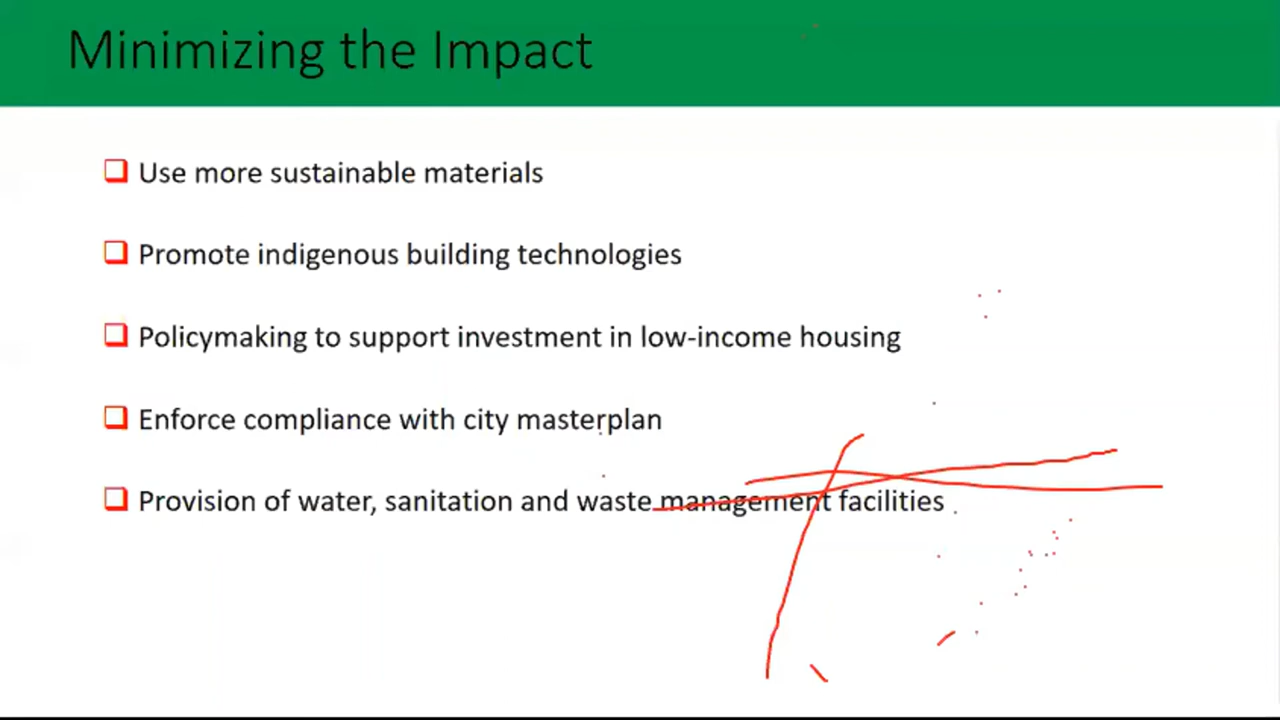 Minimizing the Impact
Use more sustainable materials
Promote indigenous building technologies
Policymaking to support investment in low-income housing
Enforce compliance with city masterplan
Provision of water, sanitation and waste management facilities